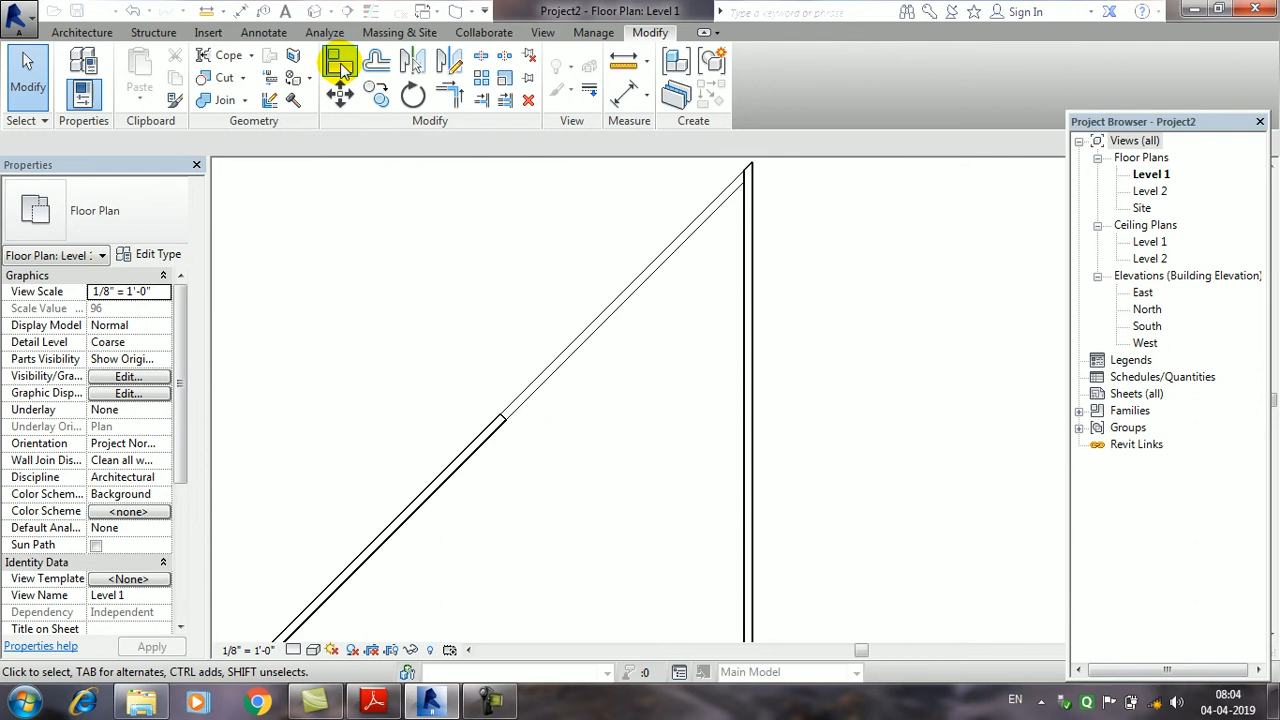 Project2 - Floor Plan: Level 1
Type a keyword or phrase
Sign In
Architecture Structure Insert Annotate Analyze Massing & Site Collaborate View Manage Modify
Modify
Paste
Cope
Cut
Join
Select Properties Clipboard Geometry Modify View Measure Create
Properties
Floor Plan
Floor Plan: Level
Edit Type
Graphics
View Scale 1/8" = 1'-0"
Scale Value ... 96
Display Model Normal
Detail Level Coarse
Parts Visibility Show Origi...
Visibility/Gra... Edit...
Graphic Disp... Edit...
Underlay None
Underlay Ori... Plan
Orientation Project Nor...
Wall Join Dis... Clean all w...
Discipline Architectural
Color Schem... Background
Color Scheme <none>
Default Anal... None
Sun Path
Identity Data
View Template <None>
View Name Level 1
Dependency Independent
Title on Sheet
Properties help
Apply
Project Browser - Project2
Views (all)
Floor Plans
Level 1
Level 2
Site
Ceiling Plans
Level 1
Level 2
Elevations (Building Elevation)
East
North
South
West
Legends
Schedules/Quantities
Sheets (all)
Families
Groups
Revit Links
1/8" = 1'-0"
Click to select, TAB for alternates, CTRL adds, SHIFT unselects.
:0
Main Model
EN
08:04
04-04-2019